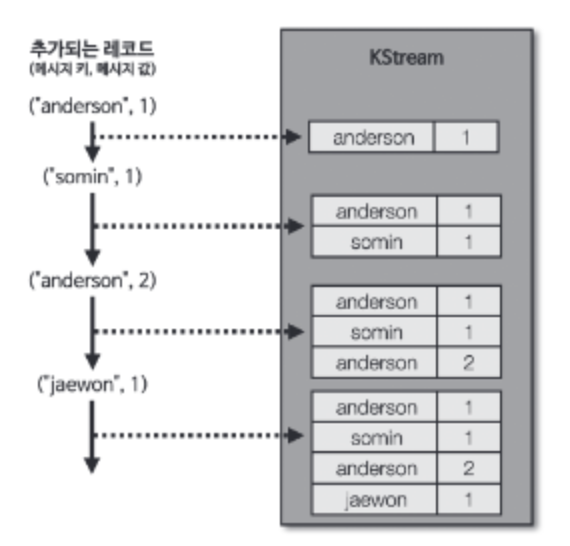 추가되는 레코드
(메시지 키, 메시지 값)
("anderson", 1)
("somin", 1)
("anderson", 2)
("jaewon", 1)
KStream
anderson 1
anderson 1
somin 1
anderson 1
somin 1
anderson 2
anderson 1
somin 1
anderson 2
jaewon 1